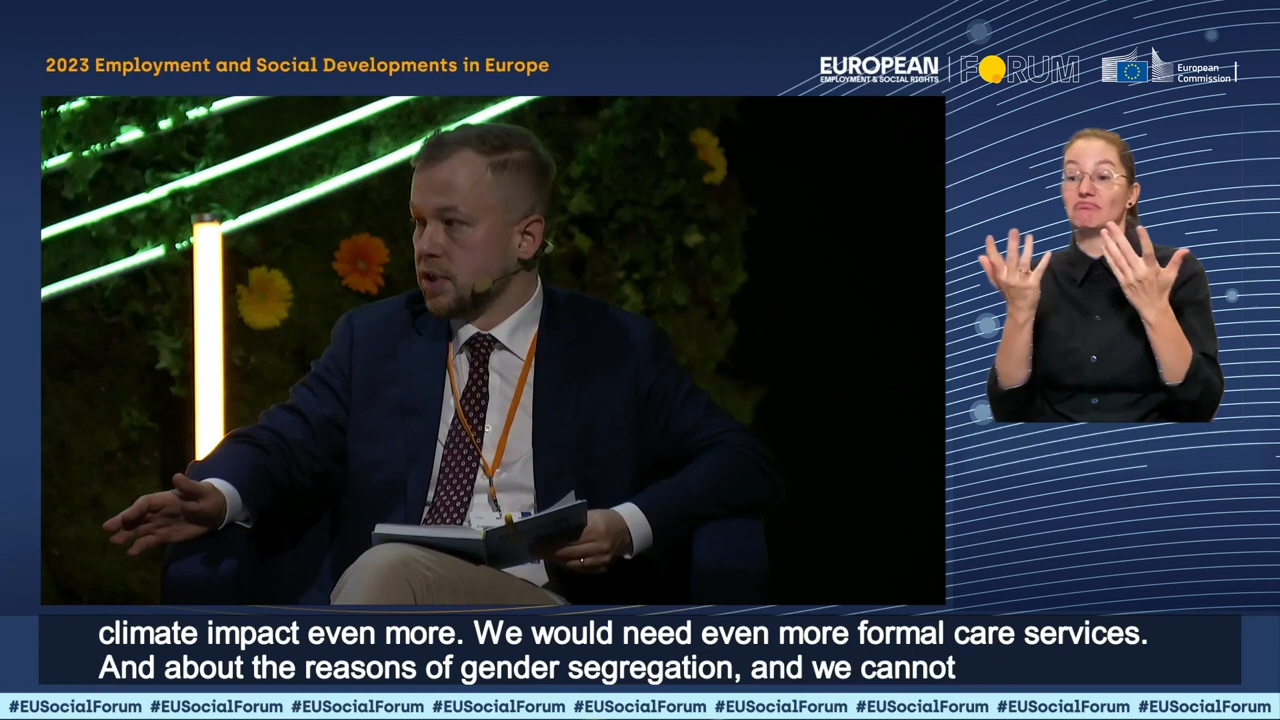 2023 Employment and Social Developments in Europe
EUROPEAN
EMPLOYMENT & SOCIAL RIGHTS
FORUM
European
Commission
climate impact even more. We would need even more formal care services.
And about the reasons of gender segregation, and we cannot
#EUSocialForum #EUSocialForum #EUSocialForum #EUSocialForum #EUSocialForum #EUSocialForum #EUSocialForum #EUSocialForum #EUSocialForum